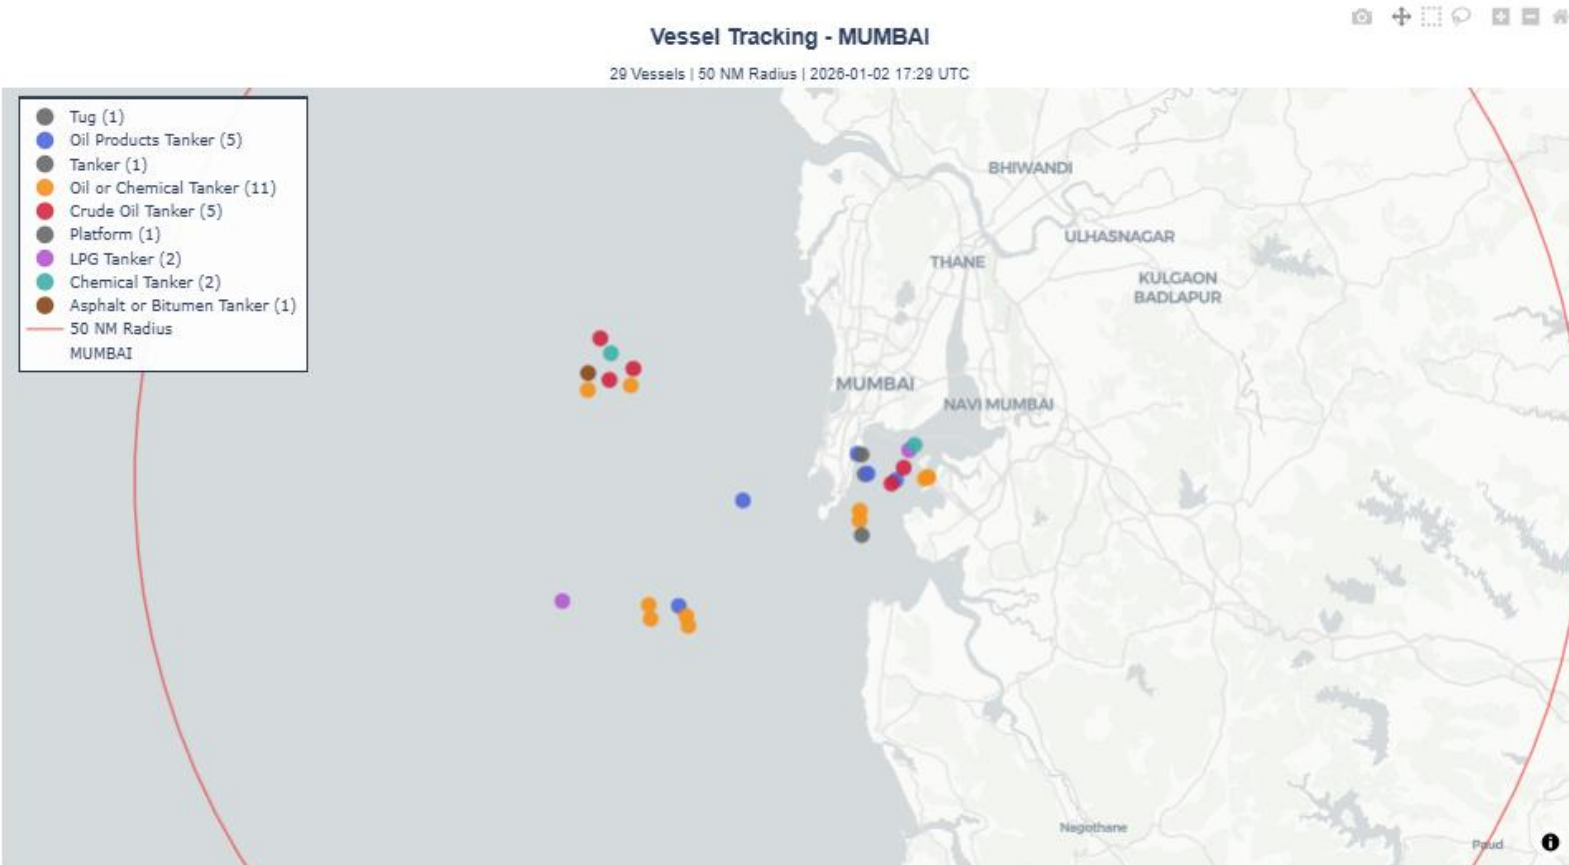 Vessel Tracking - MUMBAI
29 Vessels | 50 NM Radius | 2026-01-02 17:29 UTC
Tug (1)
Oil Products Tanker (5)
Tanker (1)
Oil or Chemical Tanker (11)
Crude Oil Tanker (5)
Platform (1)
LPG Tanker (2)
Chemical Tanker (2)
Asphalt or Bitumen Tanker (1)
50 NM Radius
MUMBAI
BHIWANDI
ULHASNAGAR
THANE
KULGAON
BADLAPUR
MUMBAI
NAVI MUMBAI
Nagothane
Paud